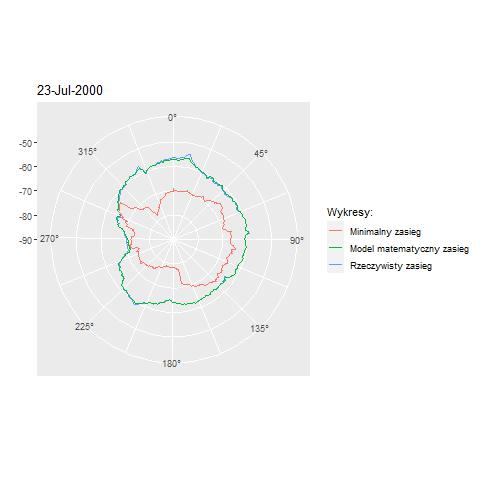 23-Jul-2000
0°
45°
90°
135°
180°
225°
270°
315°
-50
-60
-70
-80
-90
Wykresy:
Minimalny zasieg
Model matematyczny zasieg
Rzeczywisty zasieg